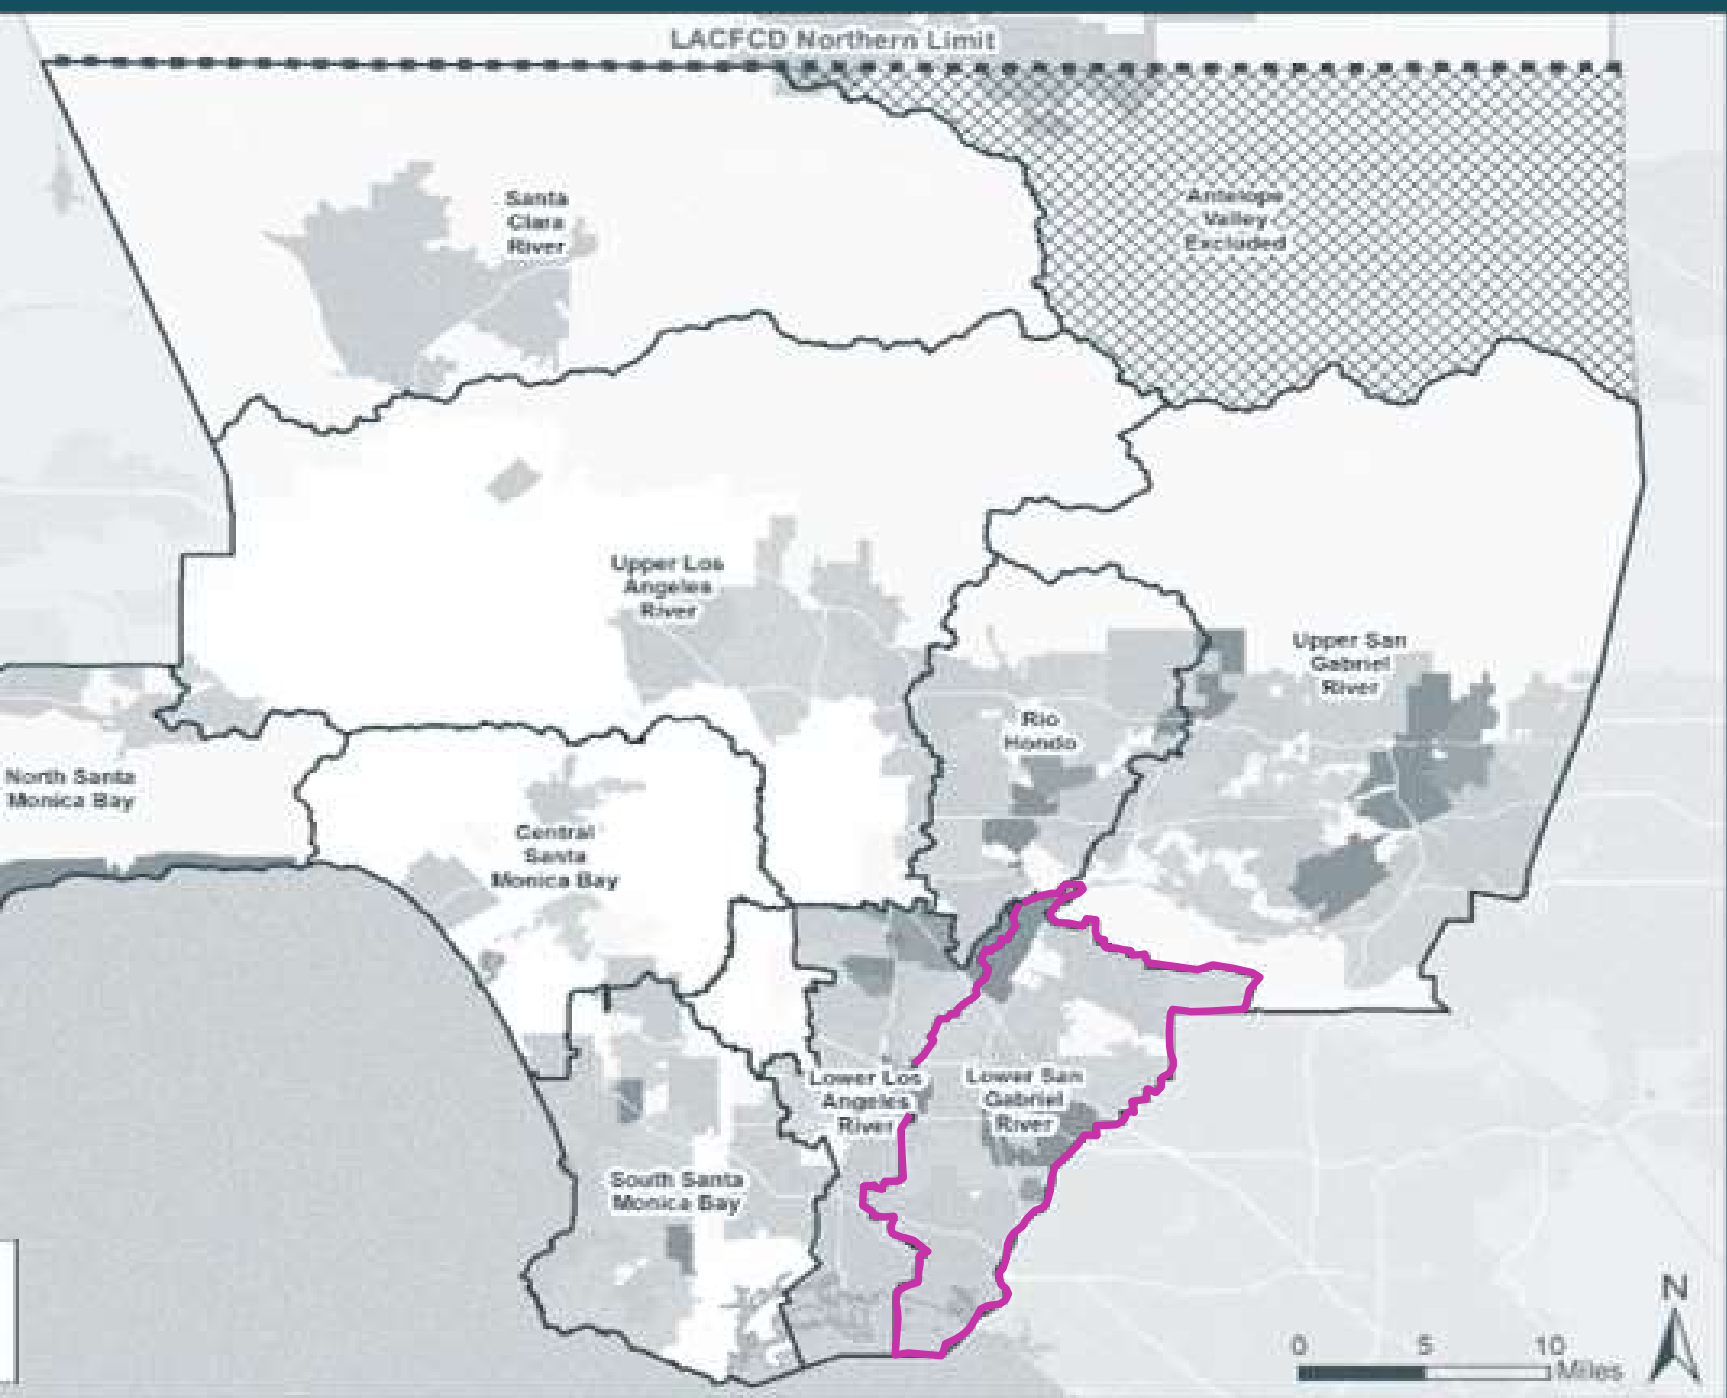 LACFCD Northern Limit
Santa
Clara
River
Antelope
Valley
Excluded
Upper Los
Angeles
River
Upper San
Gabriel
River
Rio
Hondo
North Santa
Monica Bay
Central
Santa
Monica Bay
Lower Los
Angeles
River
Lower San
Gabriel
River
South Santa
Monica Bay
N
0 5 10
Miles